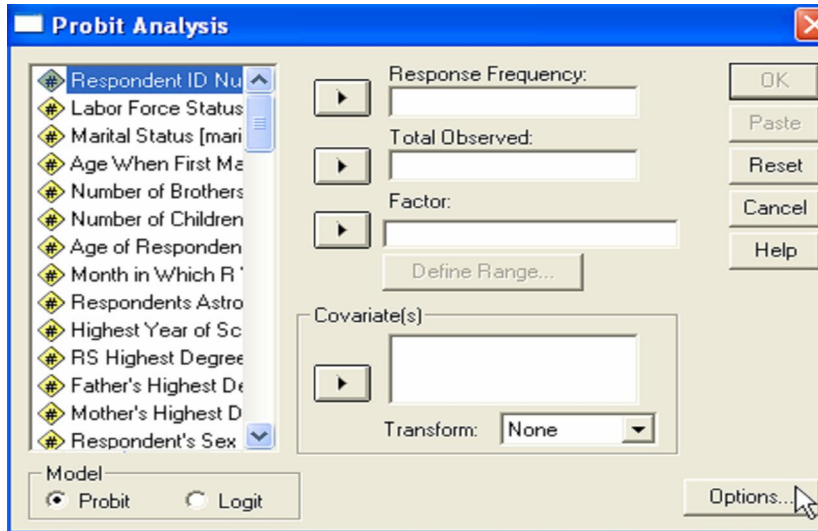 Probit Analysis
Respondent ID Nu
Labor Force Status
Marital Status [mari
Age When First Ma
Number of Brothers
Number of Children
Age of Responden
Month in Which R
Respondents Astro
Highest Year of Sc
RS Highest Degree
Father's Highest De
Mother's Highest D
Respondent's Sex
Model
Probit Logit
Response Frequency:
Total Observed:
Factor:
Define Range...
Covariate(s)
Transform: None
OK
Paste
Reset
Cancel
Help
Options...